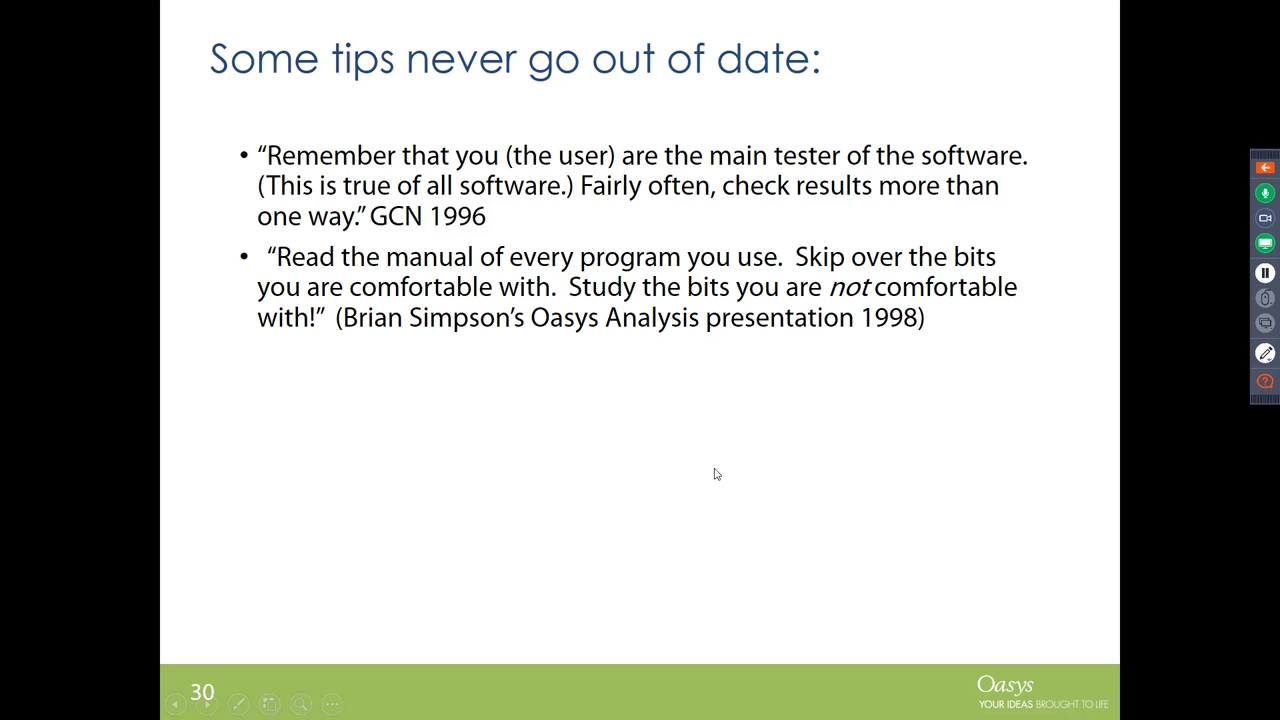 Some tips never go out of date:
• “Remember that you (the user) are the main tester of the software.
(This is true of all software.) Fairly often, check results more than
one way.” GCN 1996
• “Read the manual of every program you use.  Skip over the bits
you are comfortable with.  Study the bits you are not comfortable
with!”  (Brian Simpson’s Oasys Analysis presentation 1998)
30
Oasys
YOUR IDEAS BROUGHT TO LIFE